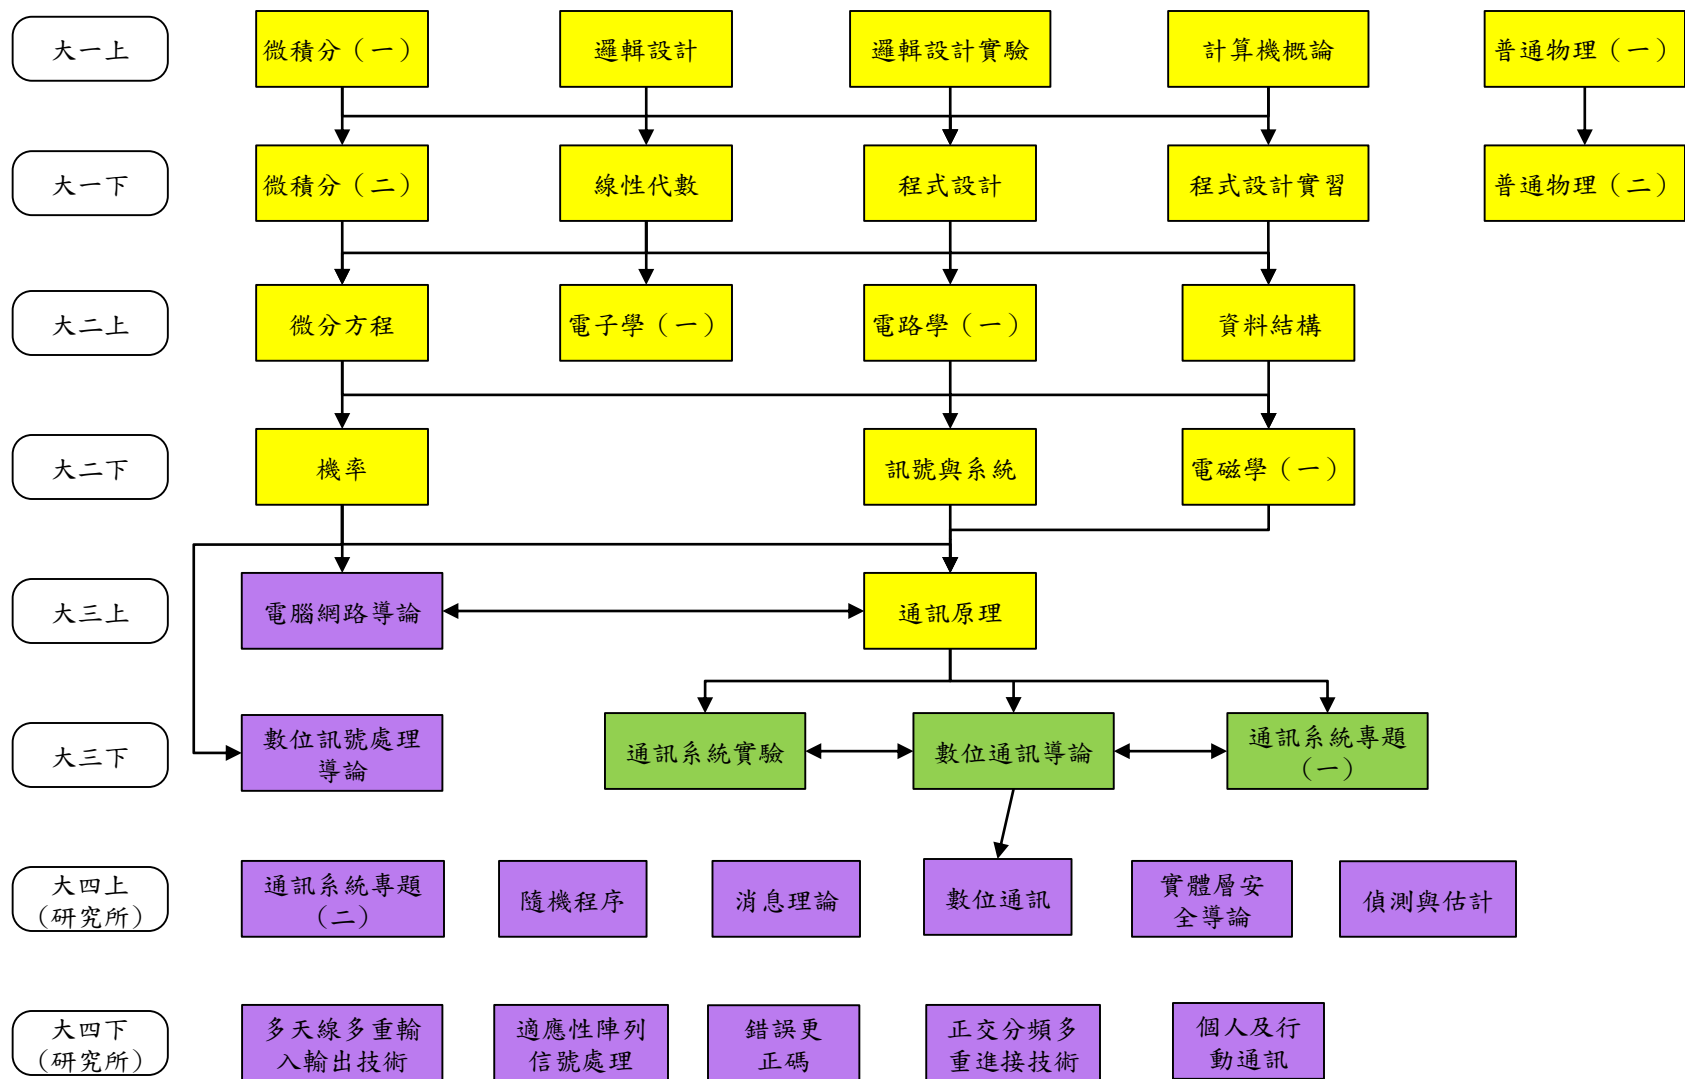 大一上
微積分（一）
邏輯設計
邏輯設計實驗
計算機概論
普通物理（一）
大一下
微積分（二）
線性代數
程式設計
程式設計實習
普通物理（二）
大二上
微分方程
電子學（一）
電路學（一）
資料結構
大二下
機率
訊號與系統
電磁學（一）
大三上
電腦網路導論
通訊原理
大三下
數位訊號處理
導論
通訊系統實驗
數位通訊導論
通訊系統專題
（一）
大四上
（研究所）
通訊系統專題
（二）
隨機程序
消息理論
數位通訊
實體層安
全導論
偵測與估計
大四下
（研究所）
多天線多重輸
入輸出技術
適應性陣列
信號處理
錯誤更
正碼
正交分頻多
重進接技術
個人及行
動通訊